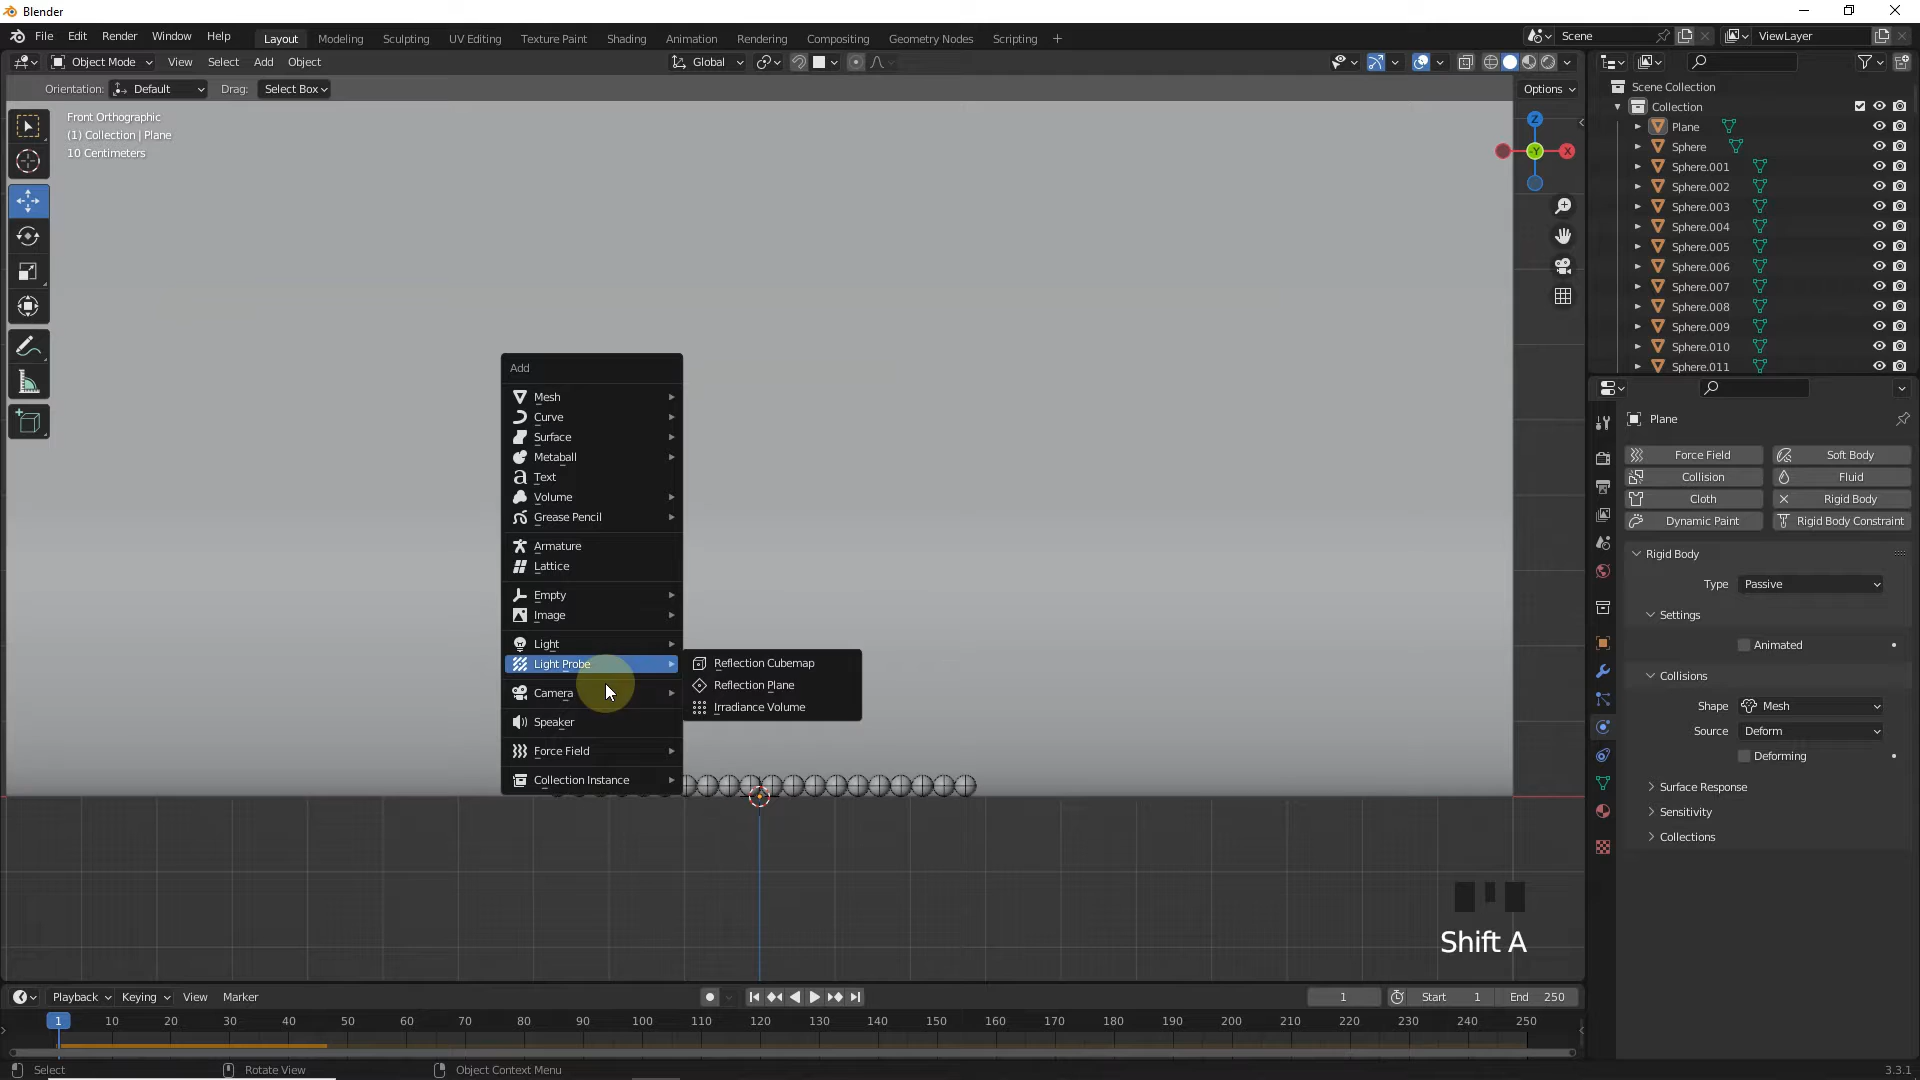 Blender
File Edit Render Window Help Layout Modeling Sculpting UV Editing Texture Paint Shading Animation Rendering Compositing Geometry Nodes Scripting + Scene ViewLayer
Object Mode View Select Add Object Global
Orientation: Default Drag: Select Box Options
Front Orthographic
(1) Collection | Plane
10 Centimeters
Z
-Y
X
Add
Mesh
Curve
Surface
Metaball
Text
Volume
Grease Pencil
Armature
Lattice
Empty
Image
Light
Light Probe
Camera
Speaker
Force Field
Collection Instance
Reflection Cubemap
Reflection Plane
Irradiance Volume
Shift A
Scene Collection
Collection
Plane
Sphere
Sphere.001
Sphere.002
Sphere.003
Sphere.004
Sphere.005
Sphere.006
Sphere.007
Sphere.008
Sphere.009
Sphere.010
Sphere.011
Plane
Force Field Soft Body
Collision Fluid
Cloth Rigid Body
Dynamic Paint Rigid Body Constraint
Rigid Body
Type Passive
Settings
Animated
Collisions
Shape Mesh
Source Deform
Deforming
Surface Response
Sensitivity
Collections
Playback Keying View Marker 1 Start 1 End 250
1 10 20 30 40 50 60 70 80 90 100 110 120 130 140 150 160 170 180 190 200 210 220 230 240 250
Select Rotate View Object Context Menu 3.3.1